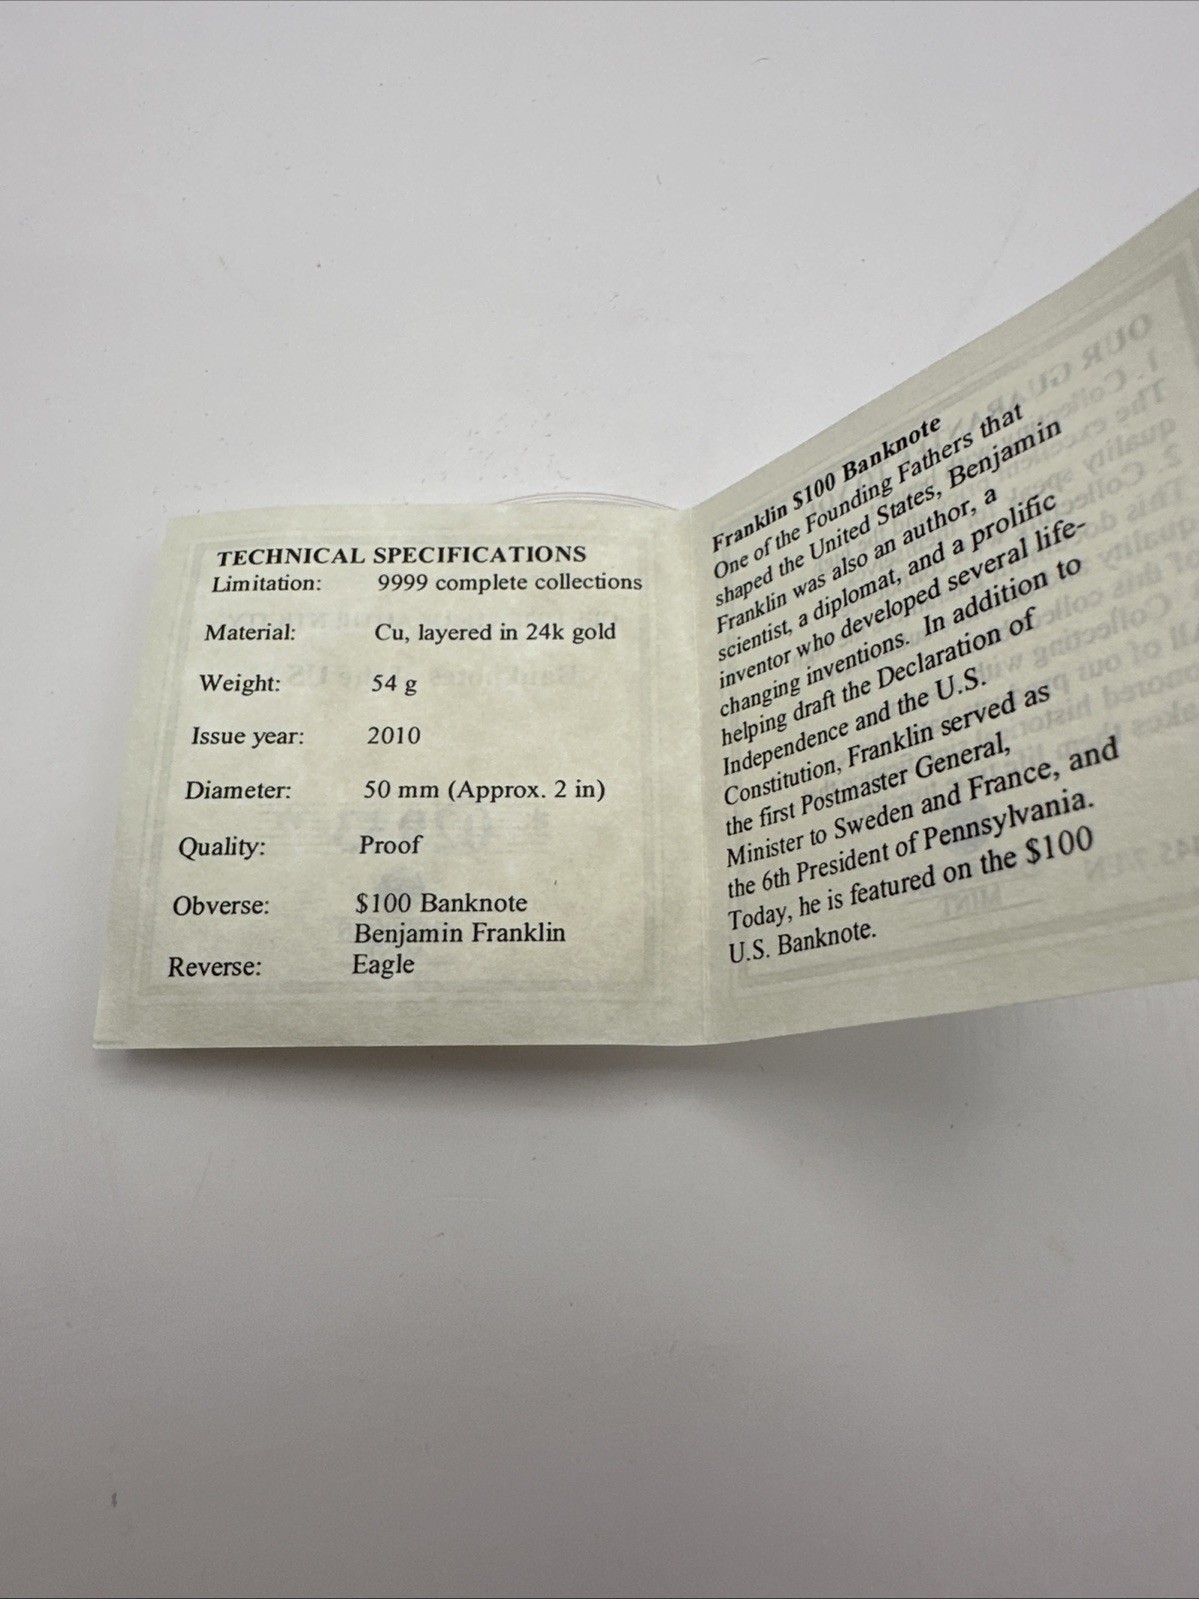 TECHNICAL SPECIFICATIONS
Limitation: 9999 complete collections
Material: Cu, layered in 24k gold
Weight: 54 g
Issue year: 2010
Diameter: 50 mm (Approx. 2 in)
Quality: Proof
Obverse: $100 Banknote
Benjamin Franklin
Reverse: Eagle
Franklin $100 Banknote
One of the Founding Fathers that
shaped the United States, Benjamin
Franklin was also an author, a
scientist, a diplomat, and a prolific
inventor who developed several life-
changing inventions. In addition to
helping draft the Declaration of
Independence and the U.S.
Constitution, Franklin served as
the first Postmaster General,
Minister to Sweden and France, and
the 6th President of Pennsylvania.
Today, he is featured on the $100
U.S. Banknote.